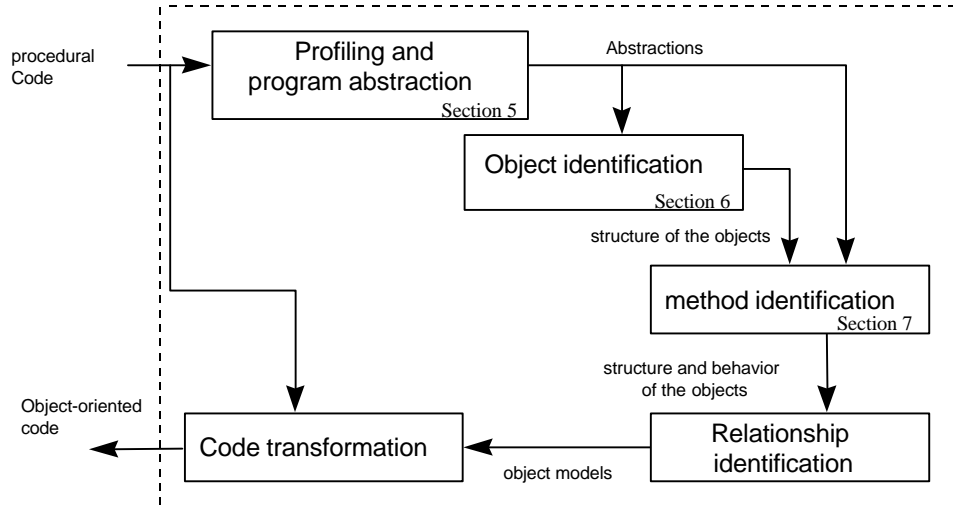 procedural
Code
Profiling and
program abstraction
Section 5
Abstractions
Object identification
Section 6
structure of the objects
method identification
Section 7
structure and behavior
of the objects
Object-oriented
code
Code transformation
object models
Relationship
identification